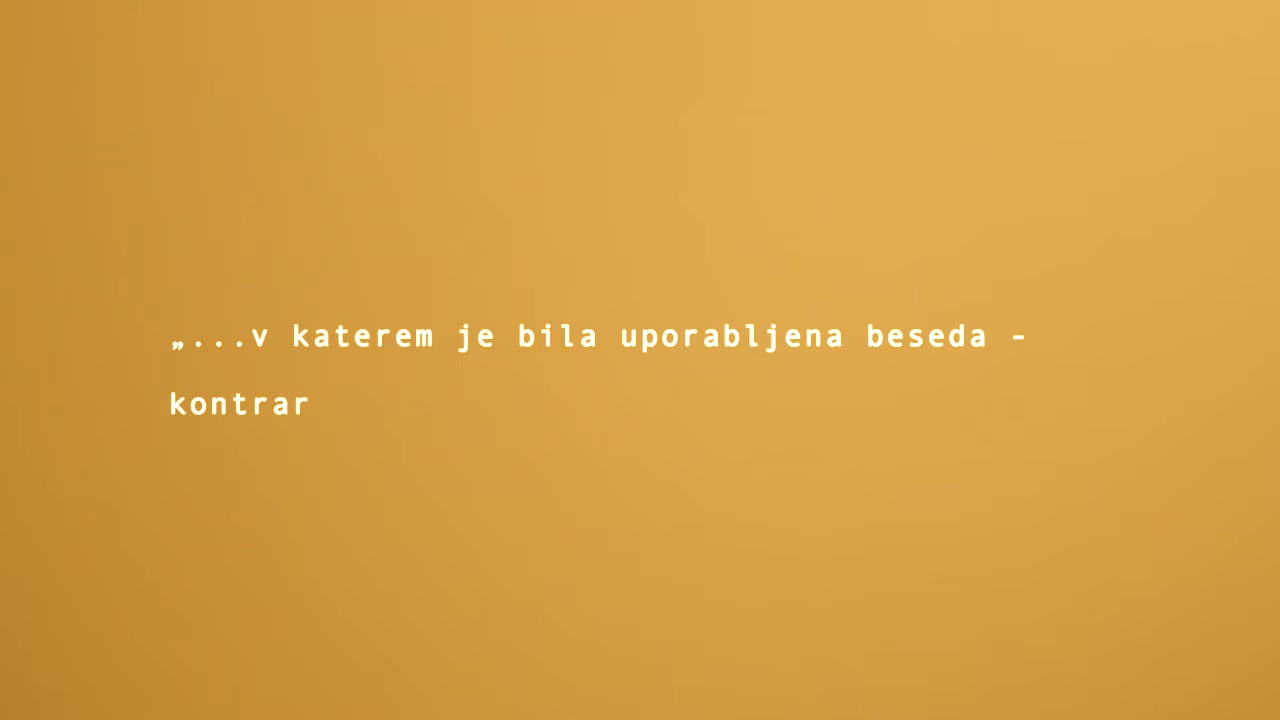 „...v katerem je bila uporabljena beseda -
kontrar